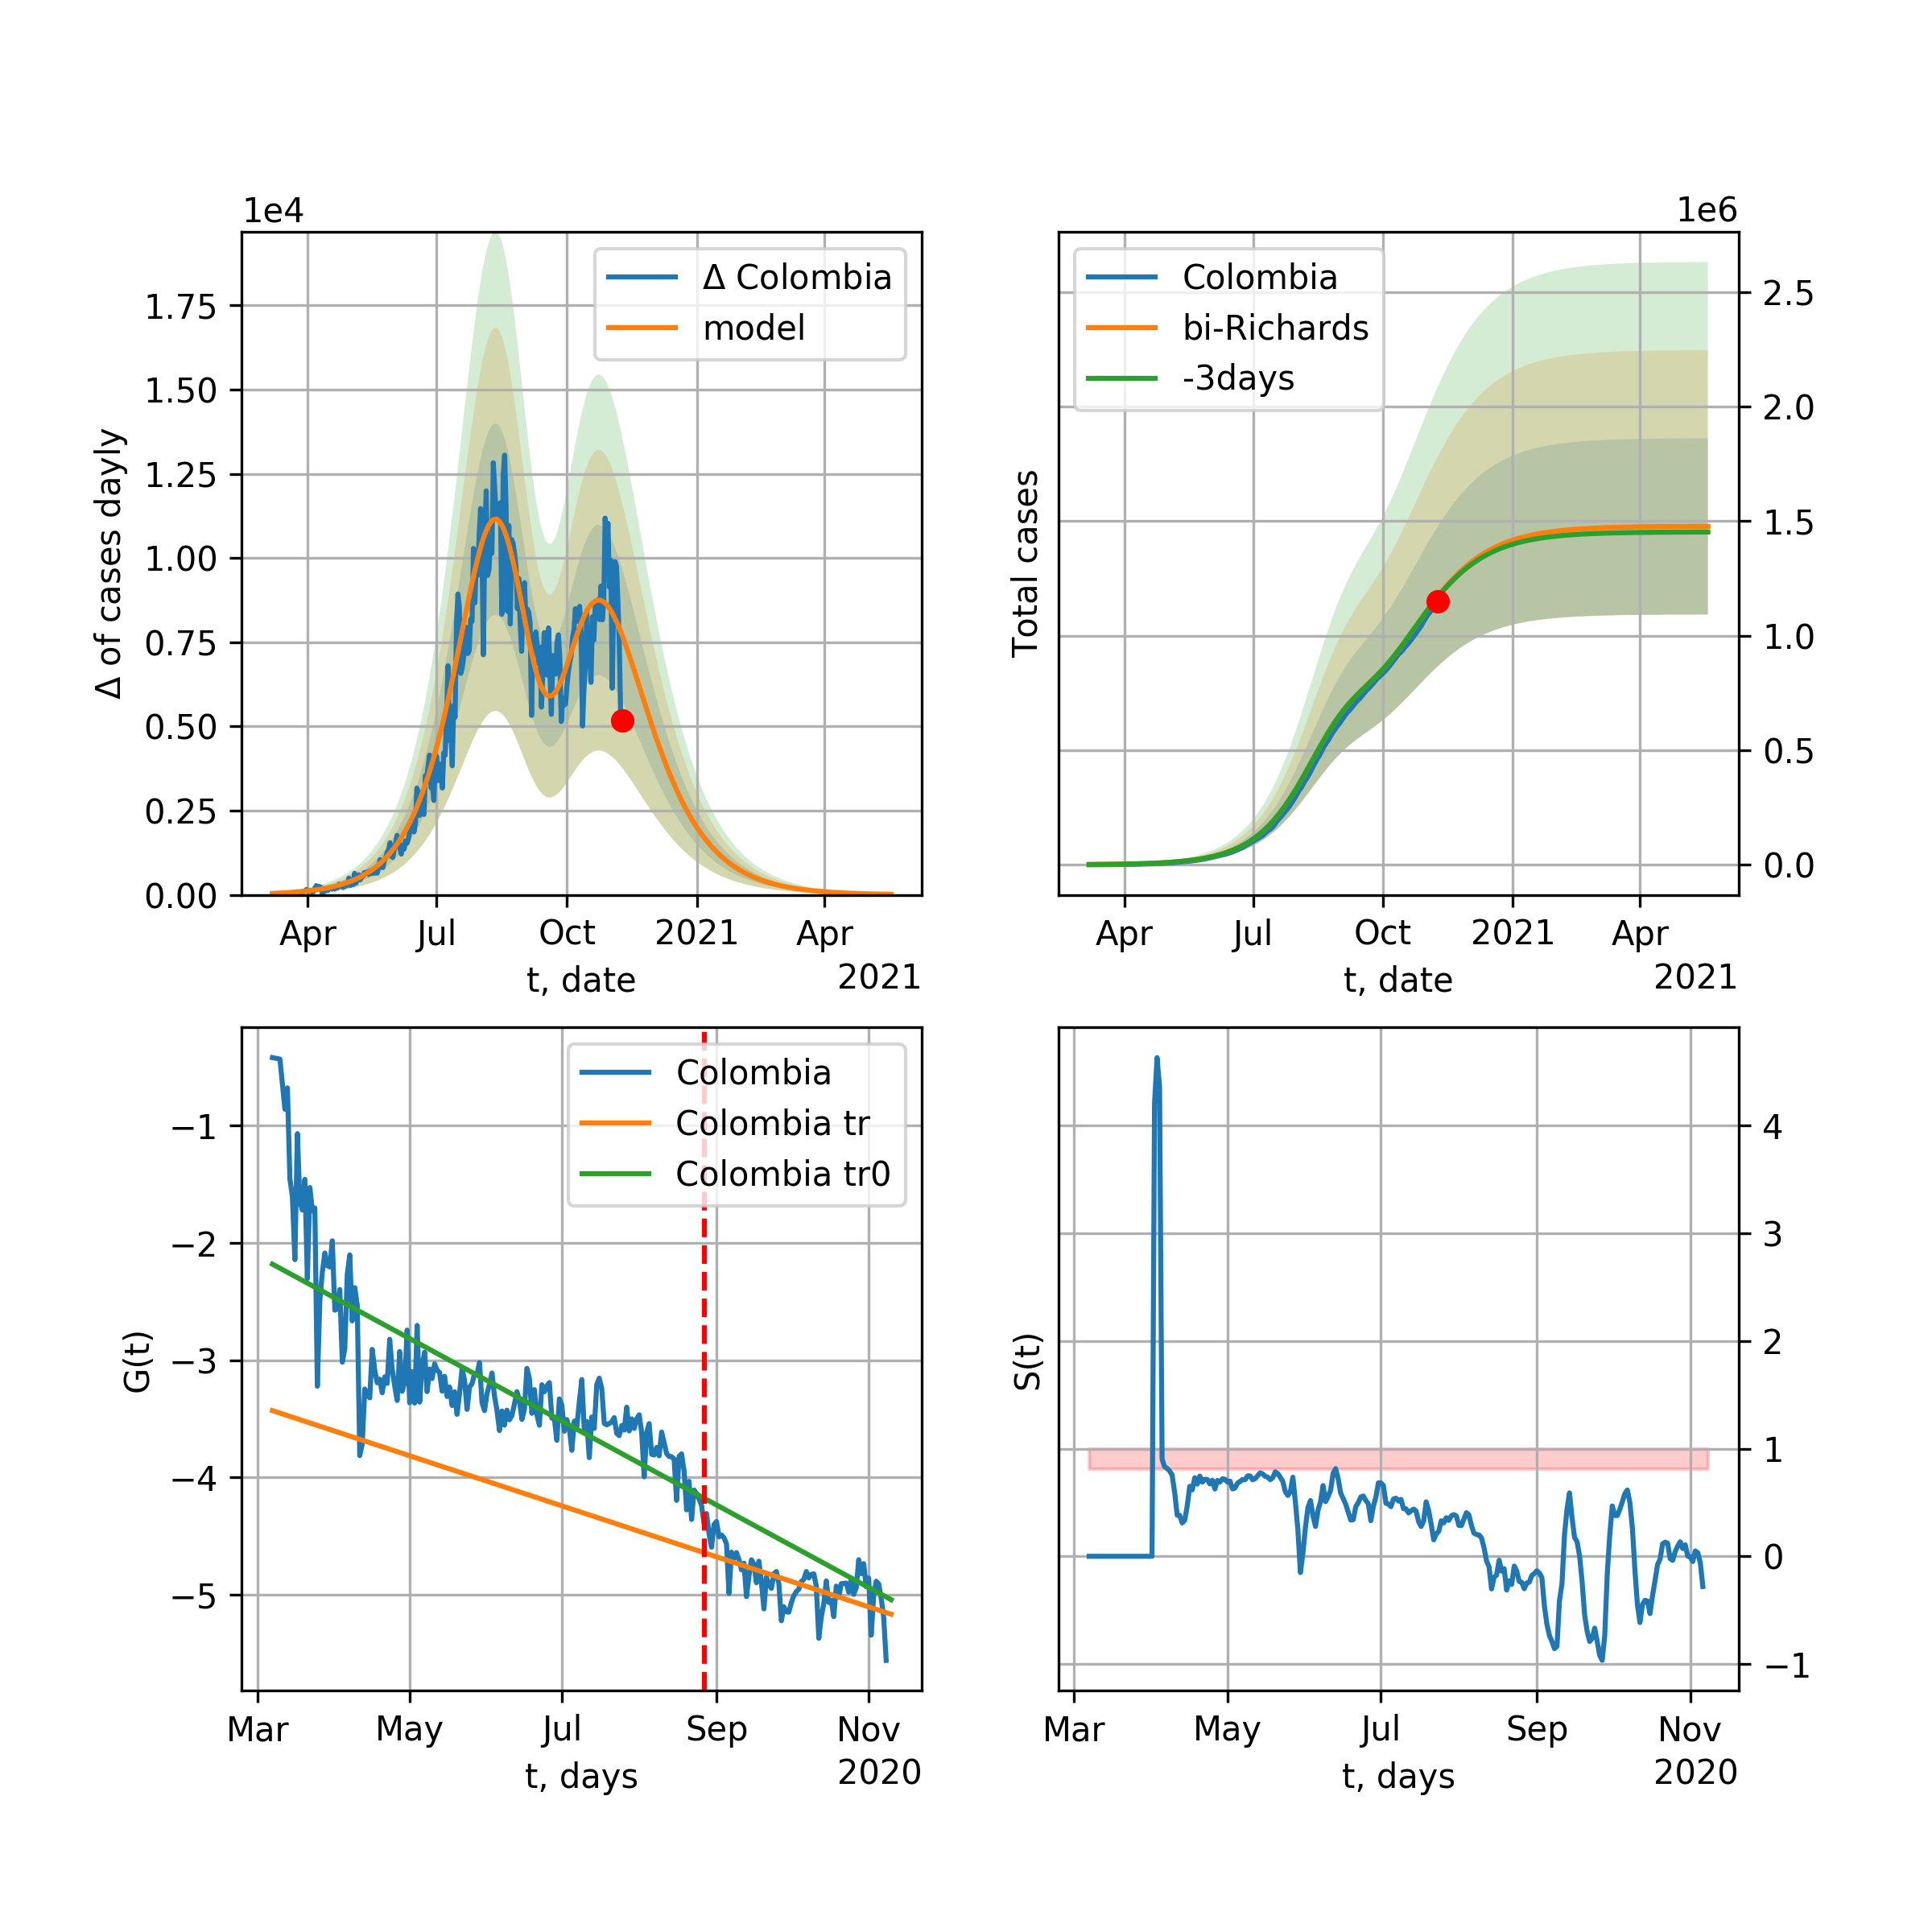 1e4
Δ of cases dayly
1.75
1.50
1.25
1.00
0.75
0.50
0.25
0.00
Δ Colombia
model
Apr Jul Oct 2021 Apr
t, date
2021
1e6
Total cases
Colombia
bi-Richards
-3days
2.5
2.0
1.5
1.0
0.5
0.0
Apr Jul Oct 2021 Apr
t, date
2021
G(t)
−1
−2
−3
−4
−5
Colombia
Colombia tr
Colombia tr0
Mar May Jul Sep Nov
t, days
2020
S(t)
4
3
2
1
0
−1
Mar May Jul Sep Nov
t, days
2020